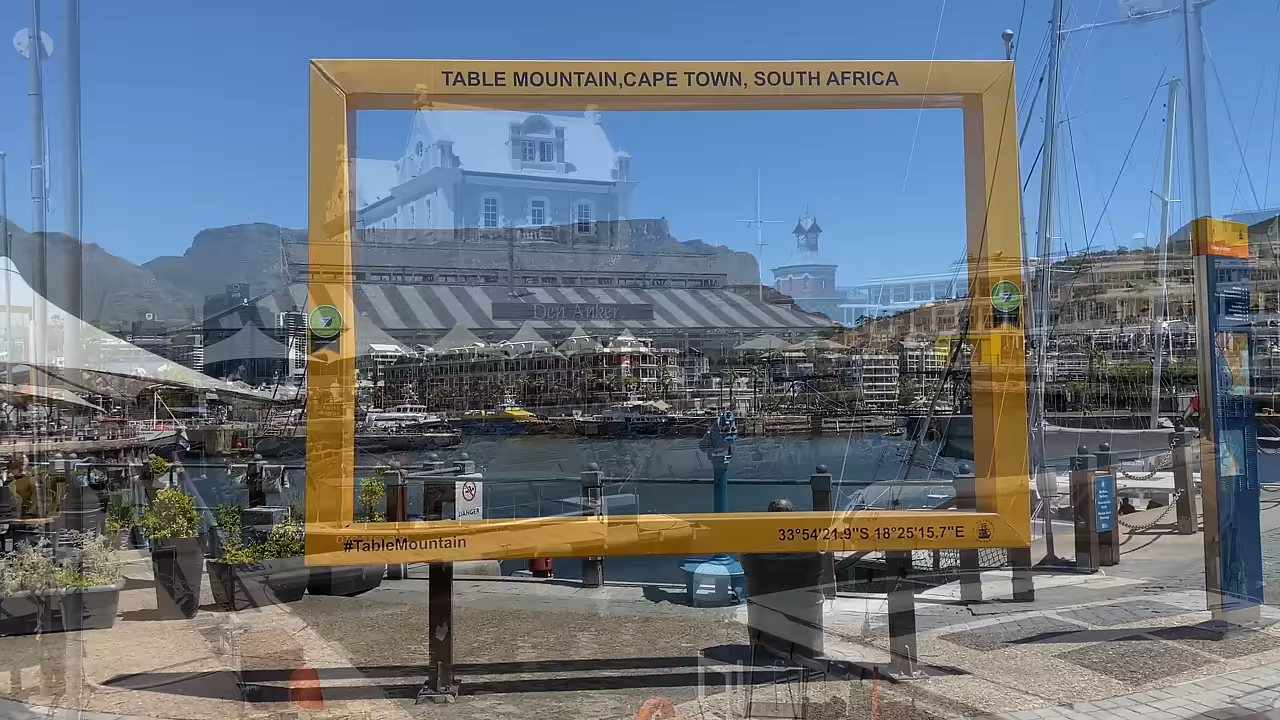 TABLE MOUNTAIN,CAPE TOWN, SOUTH AFRICA
Den Anker
DANGER
#TableMountain
33°54'21.9"S 18°25'15.7"E